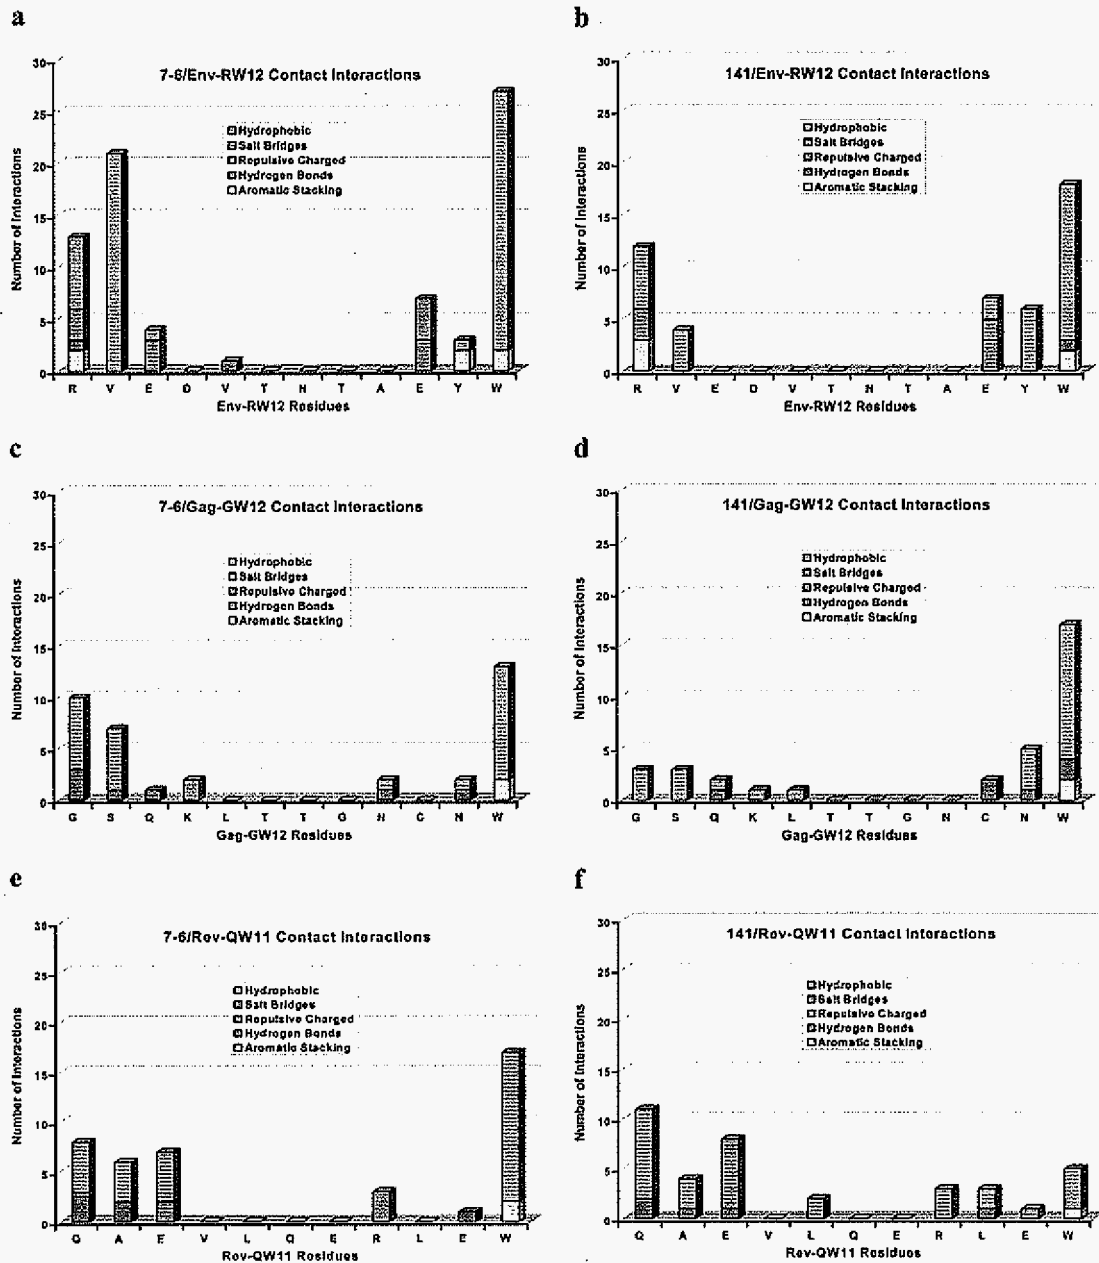 a
7-6/Env-RW12 Contact Interactions
Hydrophobic
Salt Bridges
Repulsive Charged
Hydrogen Bonds
Aromatic Stacking
Number of Interactions
30
25
20
15
10
5
0
R V E D V T N T A E Y W
Env-RW12 Residues
b
141/Env-RW12 Contact Interactions
Hydrophobic
Salt Bridges
Repulsive Charged
Hydrogen Bonds
Aromatic Stacking
Number of Interactions
30
25
20
15
10
5
0
R V E D V T N T A E Y W
Env-RW12 Residues
c
7-6/Gag-GW12 Contact Interactions
Hydrophobic
Salt Bridges
Repulsive Charged
Hydrogen Bonds
Aromatic Stacking
Number of Interactions
30
25
20
15
10
5
0
G S Q K L T T G N C N W
Gag-GW12 Residues
d
141/Gag-GW12 Contact Interactions
Hydrophobic
Salt Bridges
Repulsive Charged
Hydrogen Bonds
Aromatic Stacking
Number of Interactions
30
25
20
15
10
5
0
G S Q K L T T G N C N W
Gag-GW12 Residues
e
7-6/Rev-QW11 Contact Interactions
Hydrophobic
Salt Bridges
Repulsive Charged
Hydrogen Bonds
Aromatic Stacking
Number of Interactions
30
25
20
15
10
5
0
Q A E V L Q E R L E W
Rev-QW11 Residues
f
141/Rev-QW11 Contact Interactions
Hydrophobic
Salt Bridges
Repulsive Charged
Hydrogen Bonds
Aromatic Stacking
Number of Interactions
30
25
20
15
10
5
0
Q A E V L Q E R L E W
Rev-QW11 Residues